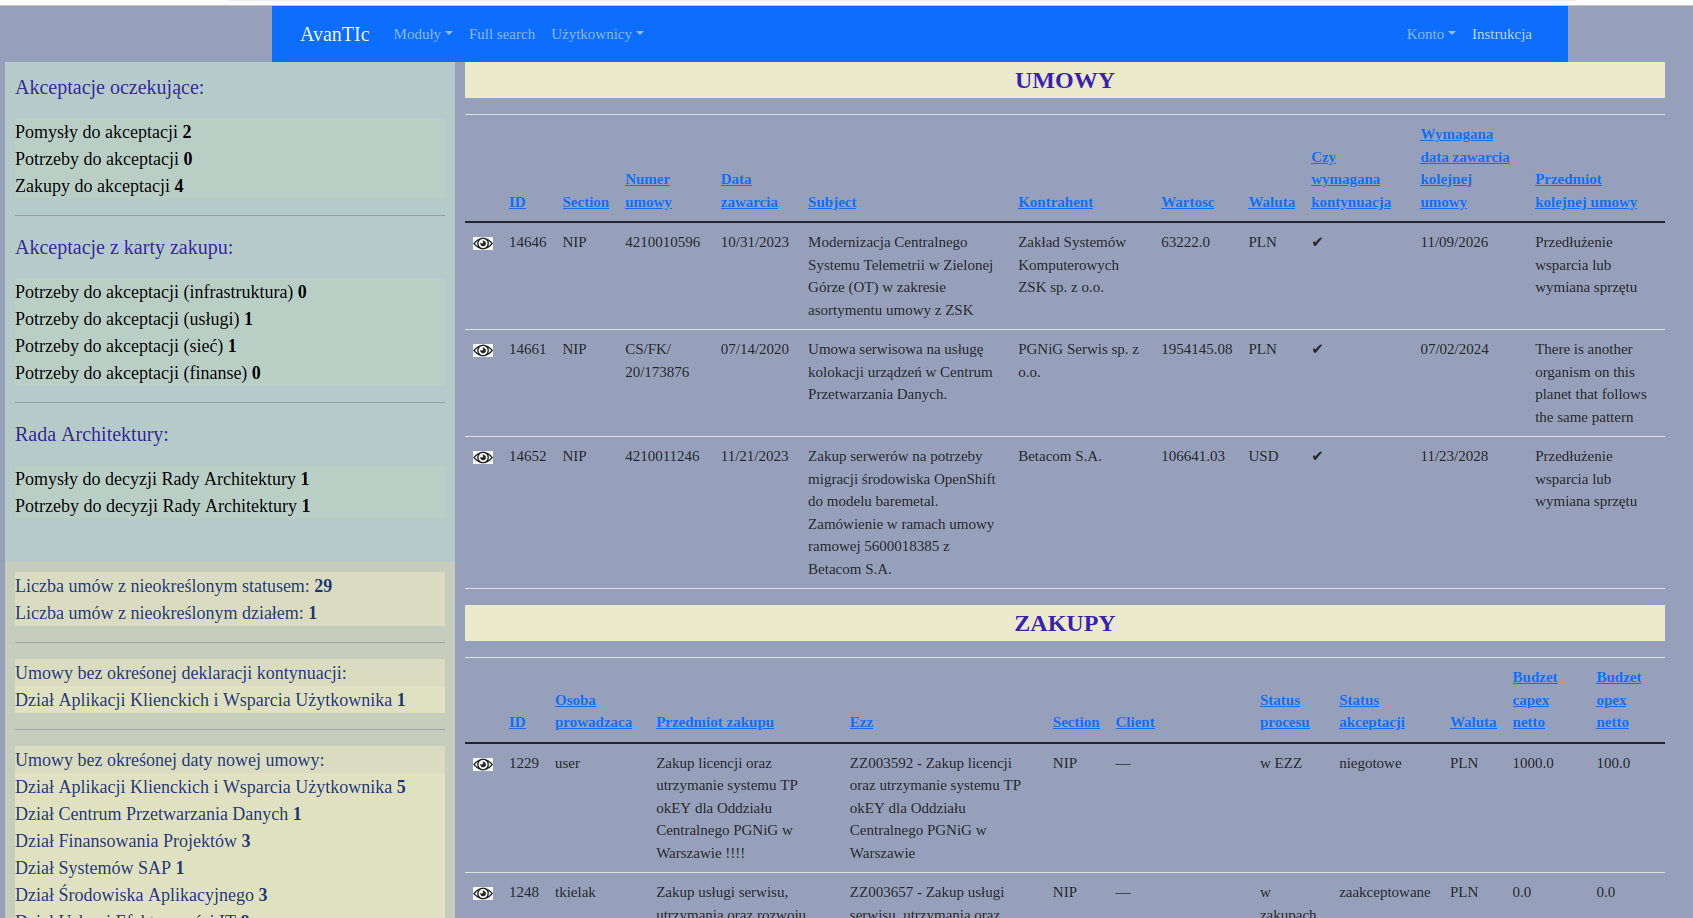 AvanTIc Moduły Full search Użytkownicy Konto Instrukcja
Akceptacje oczekujące:
Pomysły do akceptacji 2
Potrzeby do akceptacji 0
Zakupy do akceptacji 4
Akceptacje z karty zakupu:
Potrzeby do akceptacji (infrastruktura) 0
Potrzeby do akceptacji (usługi) 1
Potrzeby do akceptacji (sieć) 1
Potrzeby do akceptacji (finanse) 0
Rada Architektury:
Pomysły do decyzji Rady Architektury 1
Potrzeby do decyzji Rady Architektury 1
Liczba umów z nieokreślonym statusem: 29
Liczba umów z nieokreślonym działem: 1
Umowy bez okreśonej deklaracji kontynuacji:
Dział Aplikacji Klienckich i Wsparcia Użytkownika 1
Umowy bez okreśonej daty nowej umowy:
Dział Aplikacji Klienckich i Wsparcia Użytkownika 5
Dział Centrum Przetwarzania Danych 1
Dział Finansowania Projektów 3
Dział Systemów SAP 1
Dział Środowiska Aplikacyjnego 3
UMOWY
Wymagana
Czy data zawarcia
Numer Data wymagana kolejnej Przedmiot
ID Section umowy zawarcia Subject Kontrahent Wartosc Waluta kontynuacja umowy kolejnej umowy
14646 NIP 4210010596 10/31/2023 Modernizacja Centralnego Zakład Systemów 63222.0 PLN ✔ 11/09/2026 Przedłużenie
Systemu Telemetrii w Zielonej Komputerowych wsparcia lub
Górze (OT) w zakresie ZSK sp. z o.o. wymiana sprzętu
asortymentu umowy z ZSK
14661 NIP CS/FK/ 07/14/2020 Umowa serwisowa na usługę PGNiG Serwis sp. z 1954145.08 PLN ✔ 07/02/2024 There is another
20/173876 kolokacji urządzeń w Centrum o.o. organism on this
Przetwarzania Danych. planet that follows
the same pattern
14652 NIP 4210011246 11/21/2023 Zakup serwerów na potrzeby Betacom S.A. 106641.03 USD ✔ 11/23/2028 Przedłużenie
migracji środowiska OpenShift wsparcia lub
do modelu baremetal. wymiana sprzętu
Zamówienie w ramach umowy
ramowej 5600018385 z
Betacom S.A.
ZAKUPY
Budzet Budzet
Osoba Status Status capex opex
ID prowadzaca Przedmiot zakupu Ezz Section Client procesu akceptacji Waluta netto netto
1229 user Zakup licencji oraz ZZ003592 - Zakup licencji NIP — w EZZ niegotowe PLN 1000.0 100.0
utrzymanie systemu TP oraz utrzymanie systemu TP
okEY dla Oddziału okEY dla Oddziału
Centralnego PGNiG w Centralnego PGNiG w
Warszawie !!!! Warszawie
1248 tkielak Zakup usługi serwisu, ZZ003657 - Zakup usługi NIP — w zaakceptowane PLN 0.0 0.0
utrzymania oraz rozwoju serwisu, utrzymania oraz zakupach